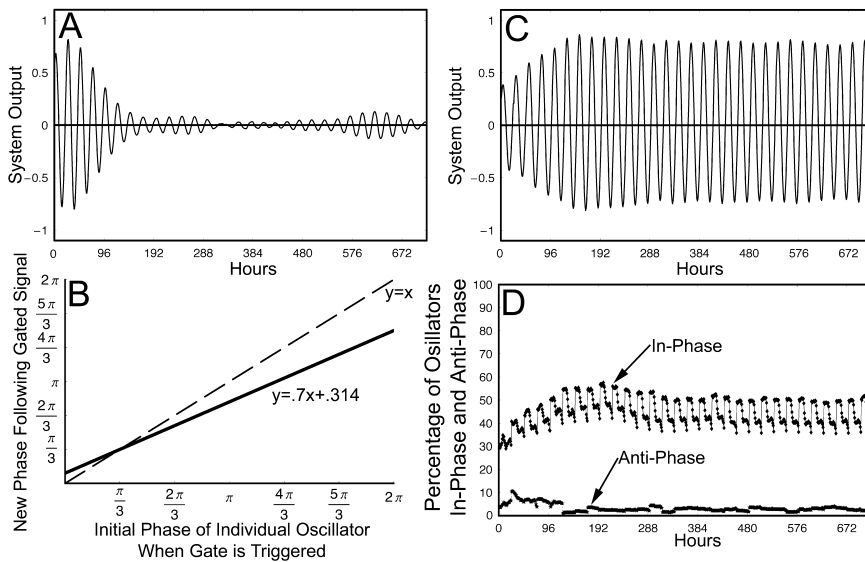 A
1
0.5
0
−0.5
−1
System Output
0 96 192 288 384 480 576 672
Hours
C
1
0.5
0
−0.5
−1
System Output
0 96 192 288 384 480 576 672
Hours
B
2π
5π/3
4π/3
π
2π/3
π/3
New Phase Following Gated Signal
y=x
y=.7x+.314
π/3 2π/3 π 4π/3 5π/3 2π
Initial Phase of Individual Oscillator
When Gate is Triggered
D
100
90
80
70
60
50
40
30
20
10
0
Percentage of Osillators
In-Phase and Anti-Phase
In-Phase
Anti-Phase
0 96 192 288 384 480 576 672
Hours